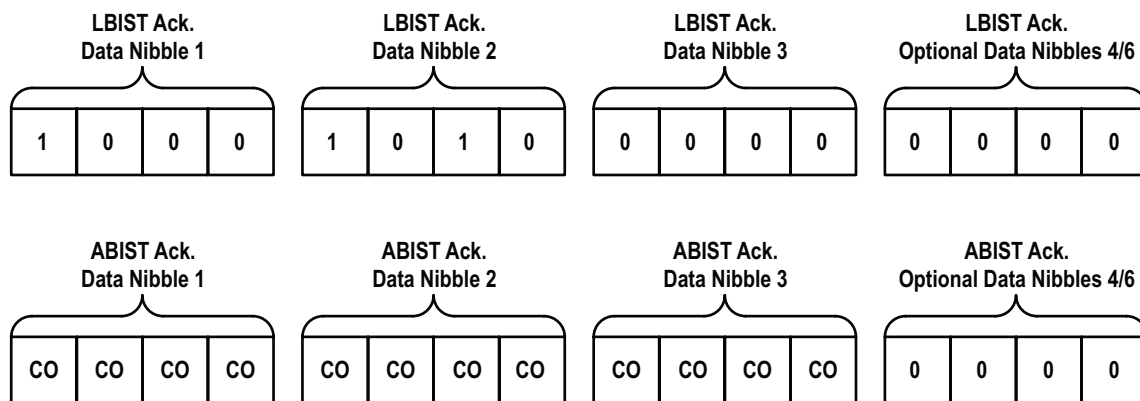 LBIST Ack. LBIST Ack. LBIST Ack. LBIST Ack.
Data Nibble 1 Data Nibble 2 Data Nibble 3 Optional Data Nibbles 4/6
1 0 0 0 1 0 1 0 0 0 0 0 0 0 0 0
ABIST Ack. ABIST Ack. ABIST Ack. ABIST Ack.
Data Nibble 1 Data Nibble 2 Data Nibble 3 Optional Data Nibbles 4/6
CO CO CO CO CO CO CO CO CO CO CO CO 0 0 0 0